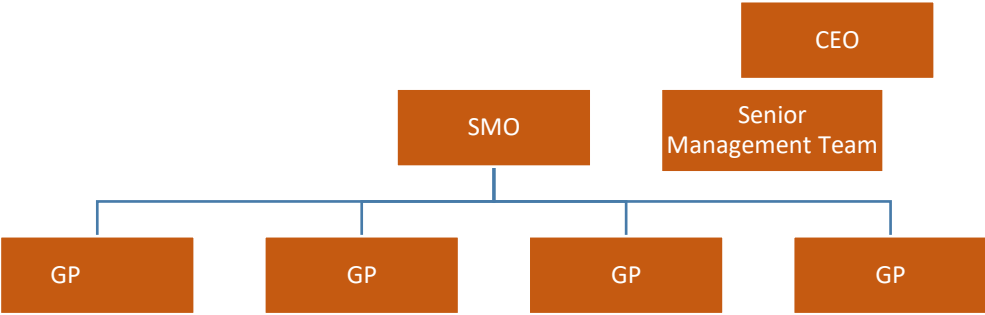 CEO
SMO
Senior
Management Team
GP
GP
GP
GP